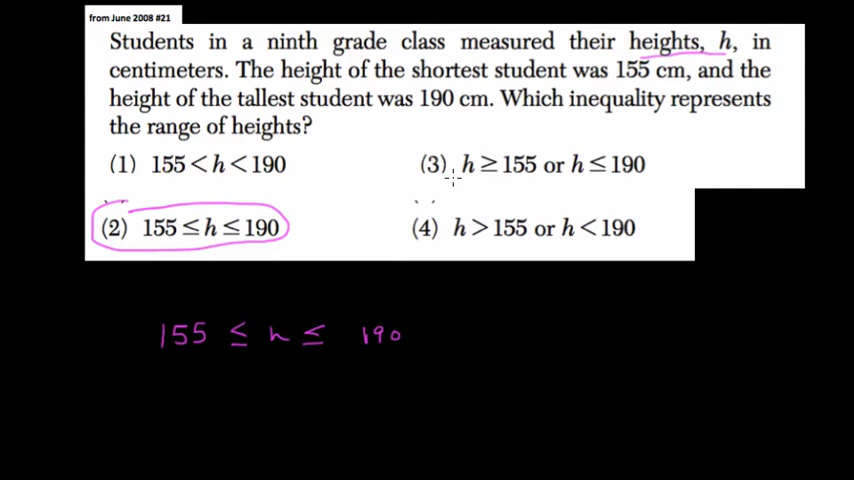 from June 2008 #21
Students in a ninth grade class measured their heights, h, in
centimeters. The height of the shortest student was 155 cm, and the
height of the tallest student was 190 cm. Which inequality represents
the range of heights?
(1) 155 < h < 190
(3) h ≥ 155 or h ≤ 190
(2) 155 ≤ h ≤ 190
(4) h > 155 or h < 190
155 ≤ h ≤ 190